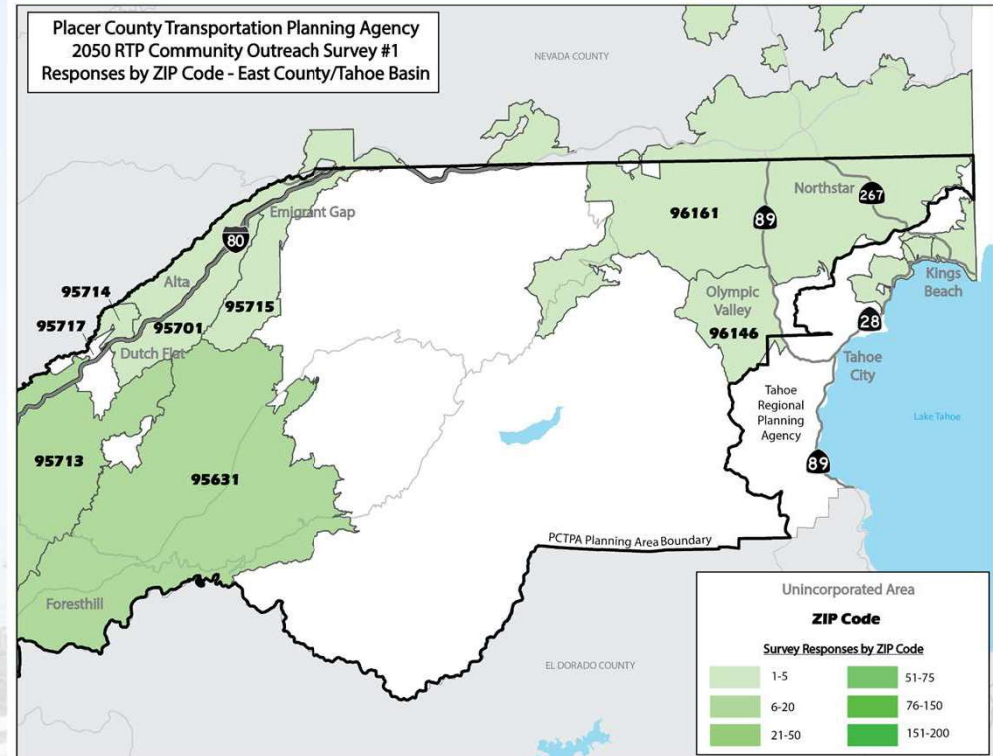 Placer County Transportation Planning Agency
2050 RTP Community Outreach Survey #1
Responses by ZIP Code - East County/Tahoe Basin
NEVADA COUNTY
Northstar
267
96161
89
Emigrant Gap
80
Alta
95714
95715
95717
95701
Dutch Flat
Olympic
Valley
96146
Kings
Beach
28
Tahoe
City
Tahoe
Regional
Planning
Agency
Lake Tahoe
89
95713
95631
PCTPA Planning Area Boundary
Foresthill
EL DORADO COUNTY
Unincorporated Area
ZIP Code
Survey Responses by ZIP Code
1-5
51-75
6-20
76-150
21-50
151-200